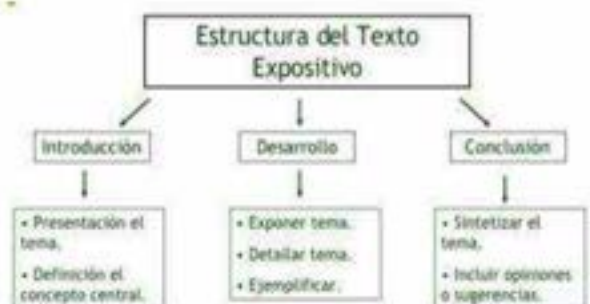 Estructura del Texto
Expositivo
Introducción
Desarrollo
Conclusión
• Presentación el
tema.
• Definición el
concepto central.
• Exponer tema.
• Detallar tema.
• Ejemplificar.
• Sintetizar el
tema.
• Incluir opiniones
o sugerencias.